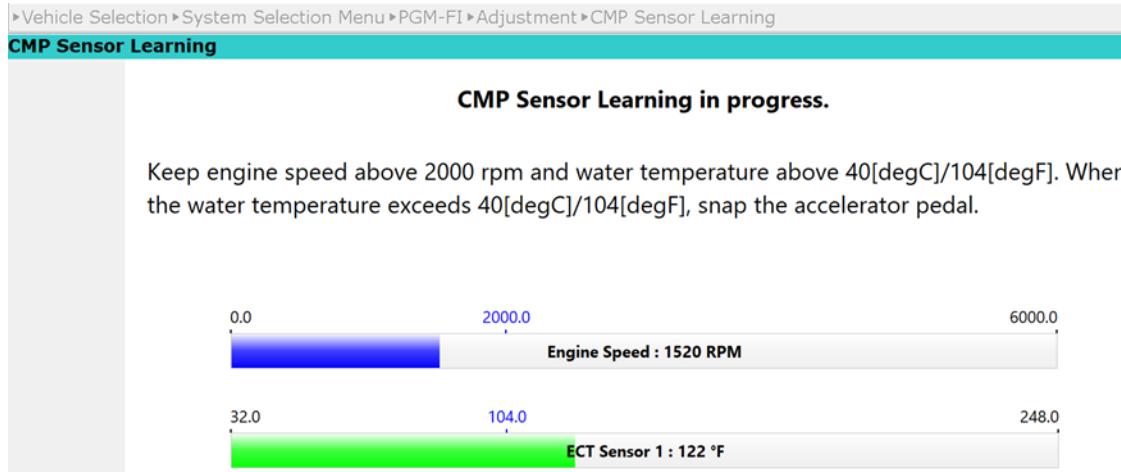 ▸Vehicle Selection▸System Selection Menu▸PGM-FI▸Adjustment▸CMP Sensor Learning
CMP Sensor Learning
CMP Sensor Learning in progress.
Keep engine speed above 2000 rpm and water temperature above 40[degC]/104[degF]. When
the water temperature exceeds 40[degC]/104[degF], snap the accelerator pedal.
0.0 2000.0 6000.0
Engine Speed : 1520 RPM
32.0 104.0 248.0
ECT Sensor 1 : 122 °F